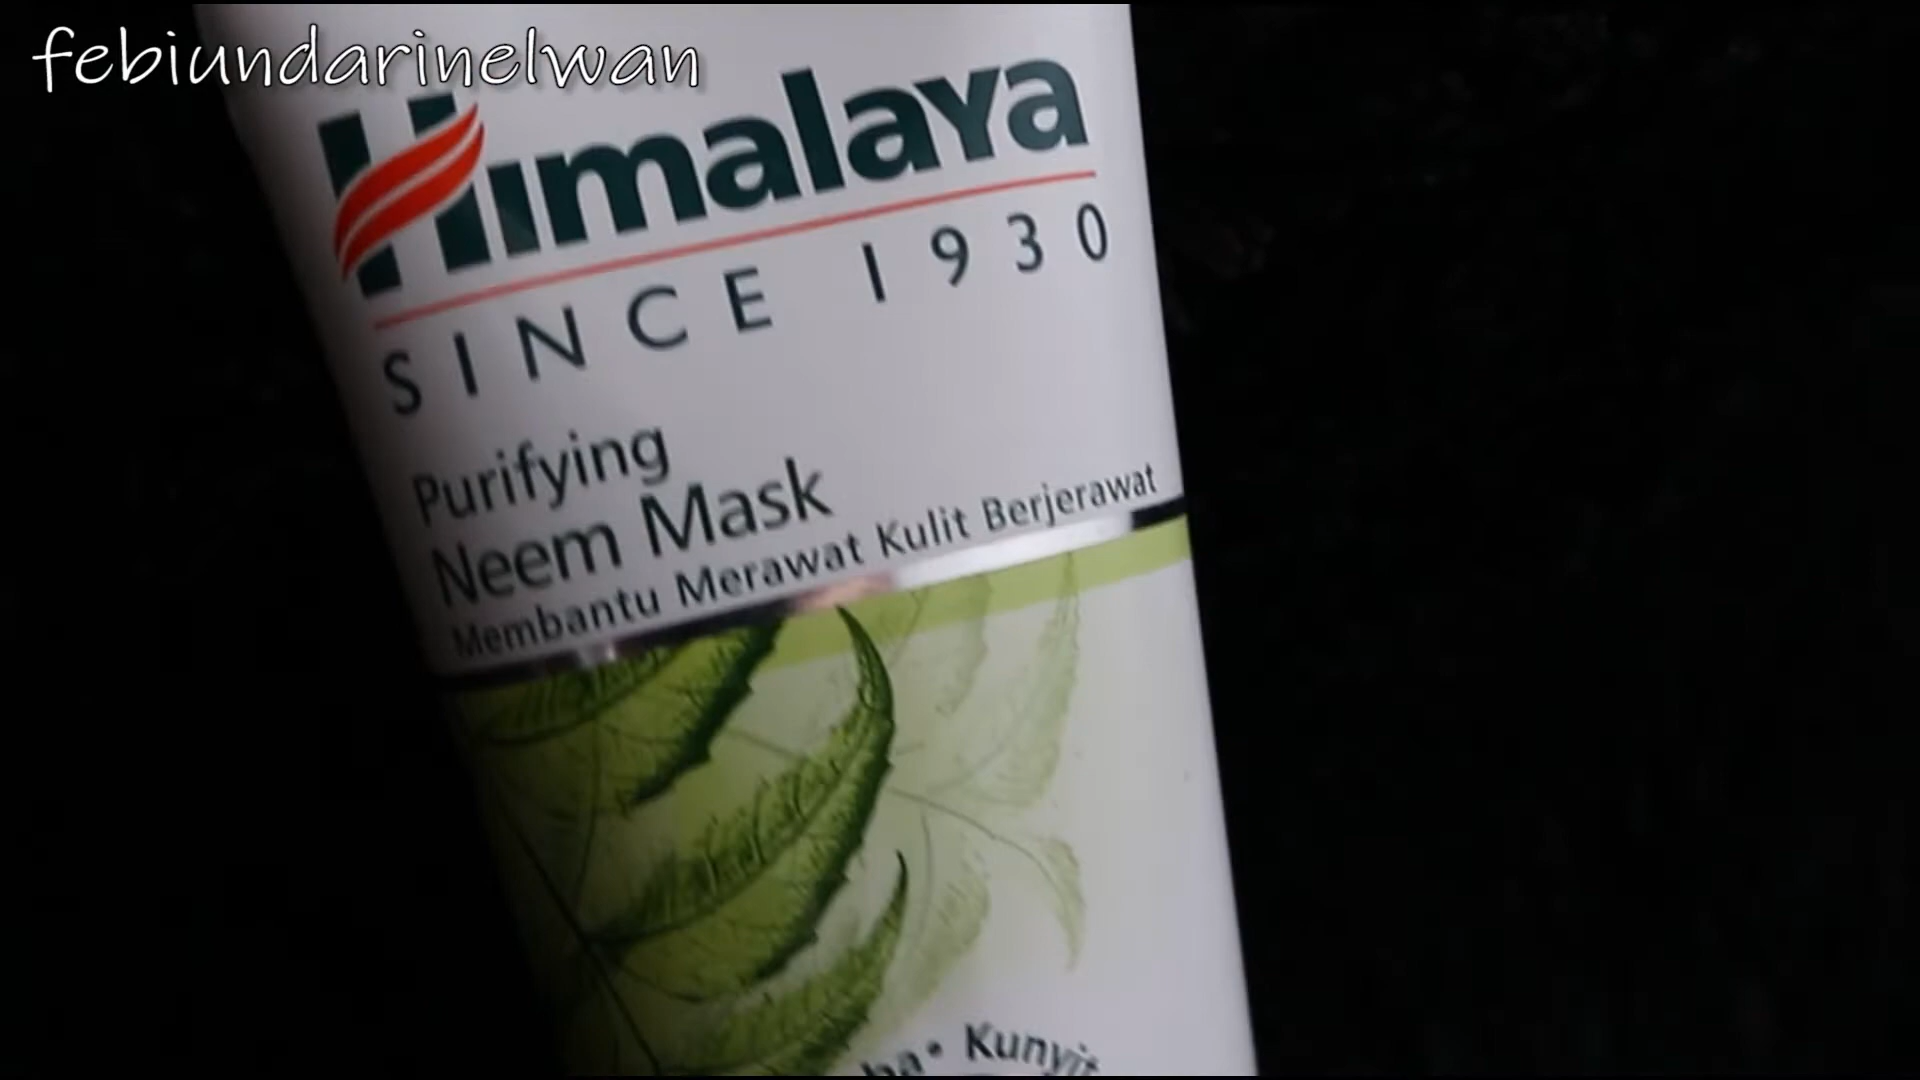 febiundarinelwan
Himalaya
SINCE 1930
Purifying
Neem Mask
Membantu Merawat Kulit Berjerawat
Kunyit